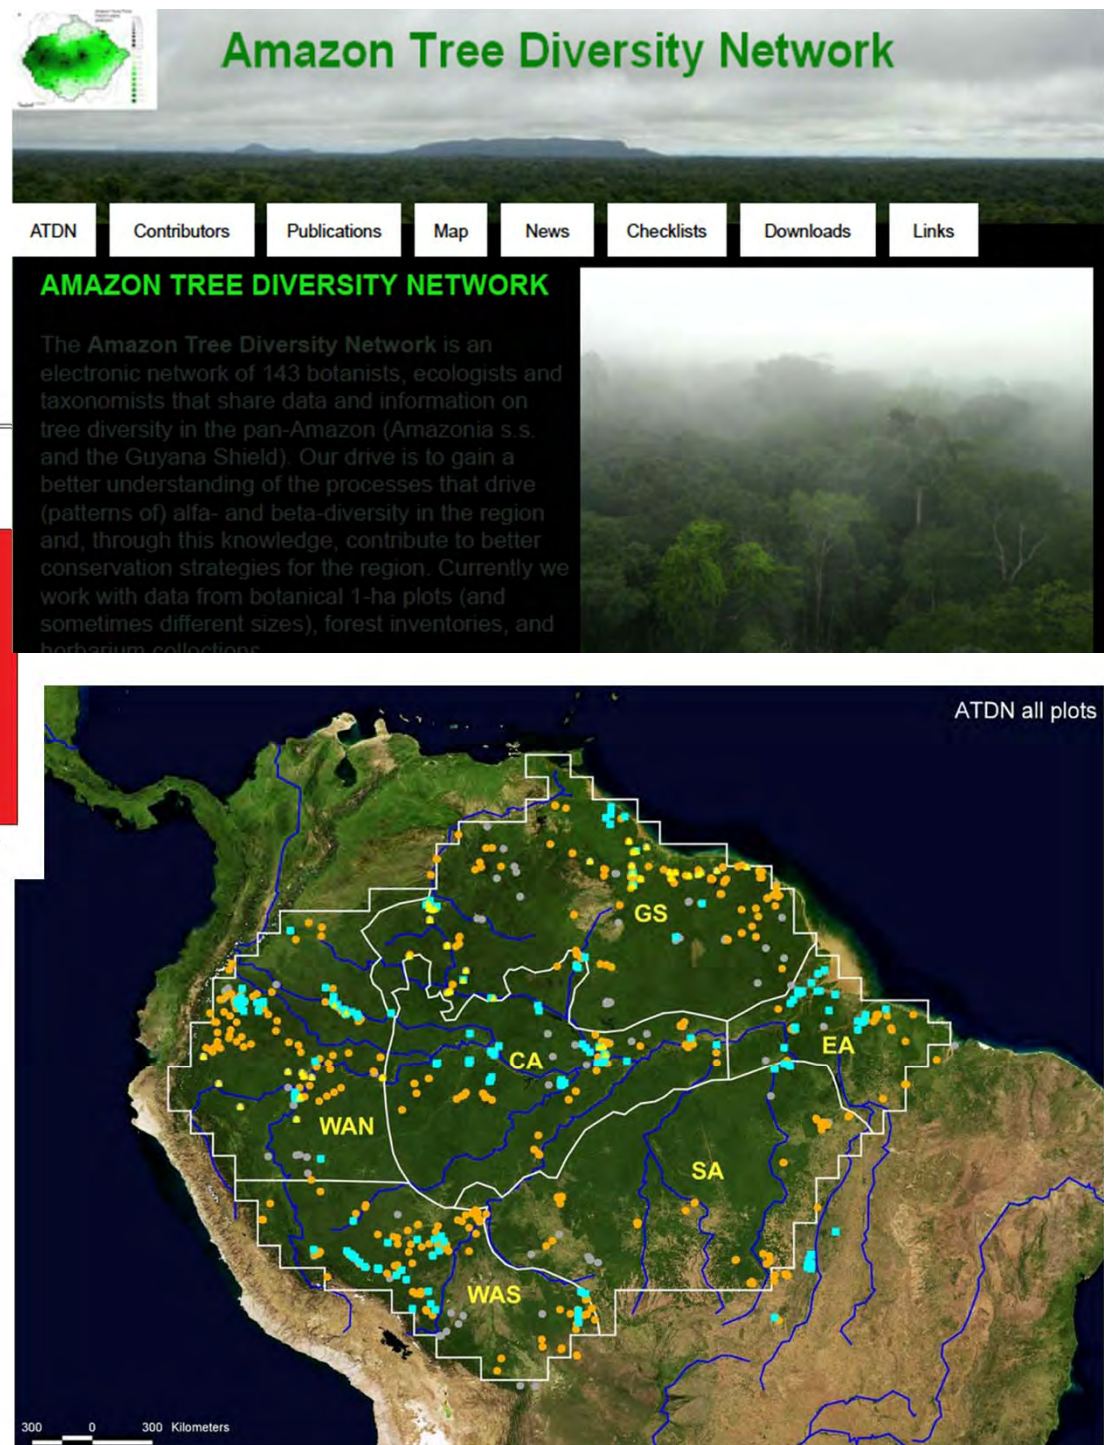 Amazon Tree Diversity Network
ATDN
Contributors
Publications
Map
News
Checklists
Downloads
Links
AMAZON TREE DIVERSITY NETWORK
The Amazon Tree Diversity Network is an
electronic network of 143 botanists, ecologists and
taxonomists that share data and information on
tree diversity in the pan-Amazon (Amazonia s.s.
and the Guyana Shield). Our drive is to gain a
better understanding of the processes that drive
(patterns of) alfa- and beta-diversity in the region
and, through this knowledge, contribute to better
conservation strategies for the region. Currently we
work with data from botanical 1-ha plots (and
sometimes different sizes), forest inventories, and
herbarium collections
ATDN all plots
GS
EA
CA
WAN
SA
WAS
300 0 300 Kilometers